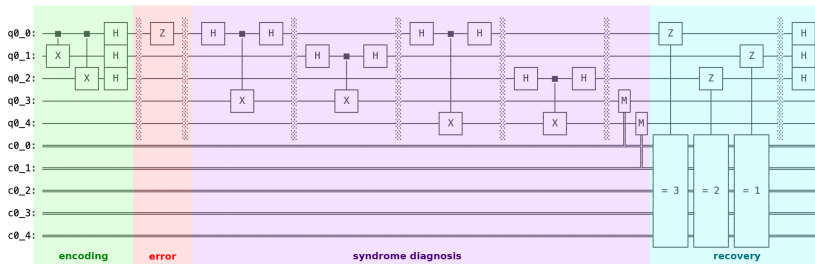 q0_0: H Z H H H H Z H
q0_1: X H H H H Z H
q0_2: X H H H Z H
q0_3: X X M
q0_4: X X M
c0_0:
c0_1:
c0_2: = 3 = 2 = 1
c0_3:
c0_4:
encoding error syndrome diagnosis recovery